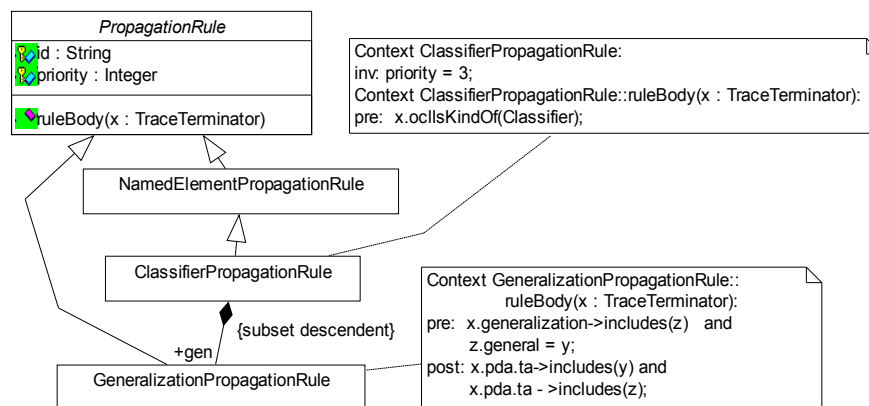 PropagationRule
id : String
priority : Integer
ruleBody(x : TraceTerminator)
Context ClassifierPropagationRule:
inv: priority = 3;
Context ClassifierPropagationRule::ruleBody(x : TraceTerminator):
pre: x.oclIsKindOf(Classifier);
NamedElementPropagationRule
ClassifierPropagationRule
{subset descendent}
+gen
GeneralizationPropagationRule
Context GeneralizationPropagationRule::
ruleBody(x : TraceTerminator):
pre: x.generalization->includes(z) and
z.general = y;
post: x.pda.ta->includes(y) and
x.pda.ta - >includes(z);